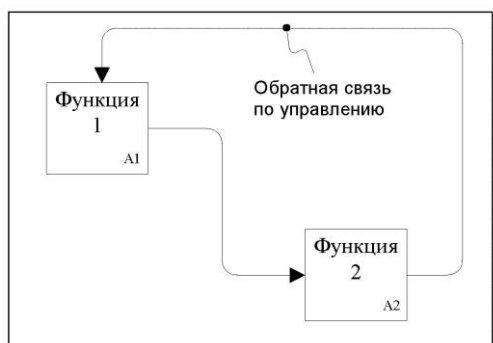 Обратная связь
по управлению
Функция
1
A1
Функция
2
A2